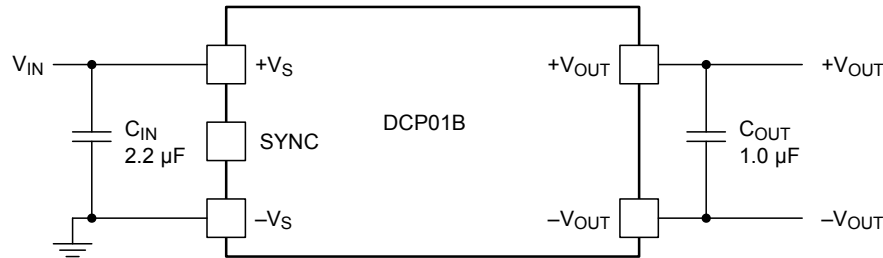 V_IN
+V_S
+V_OUT
+V_OUT
C_IN
2.2 µF
SYNC
DCP01B
C_OUT
1.0 µF
–V_S
–V_OUT
–V_OUT